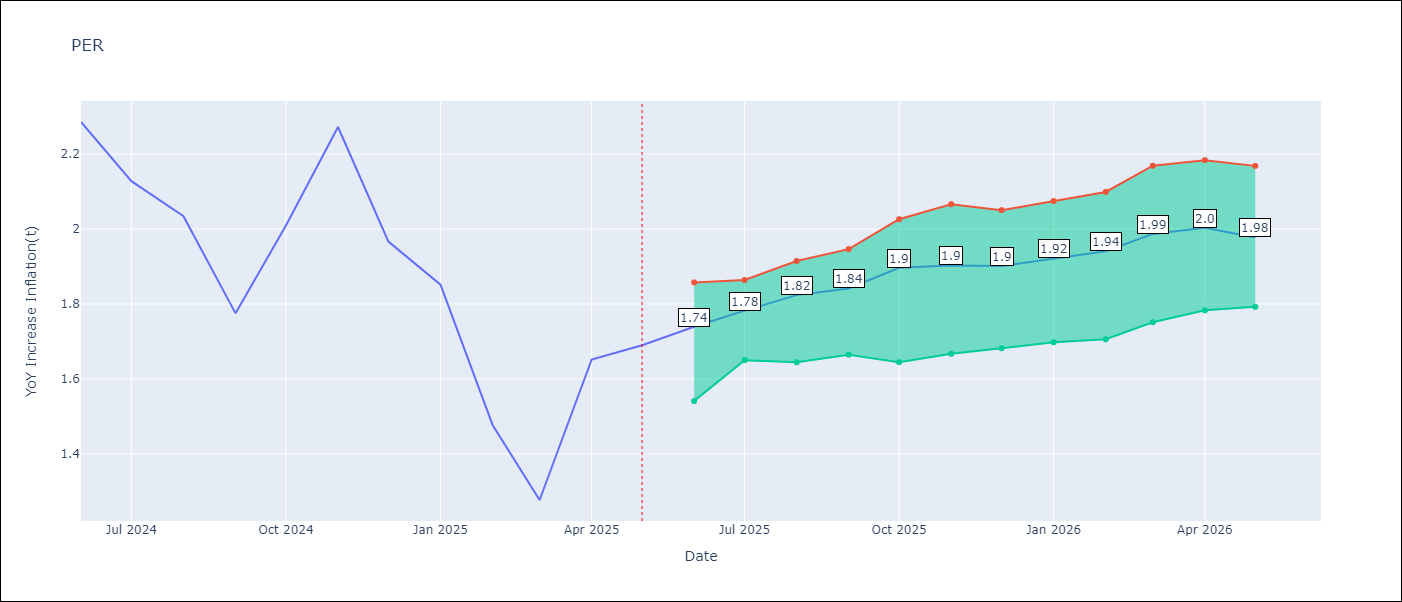 PER
YoY Increase Inflation(t)
2.2
2
1.8
1.6
1.4
1.74
1.78
1.82
1.84
1.9
1.9
1.9
1.92
1.94
1.99
2.0
1.98
Jul 2024
Oct 2024
Jan 2025
Apr 2025
Jul 2025
Oct 2025
Jan 2026
Apr 2026
Date